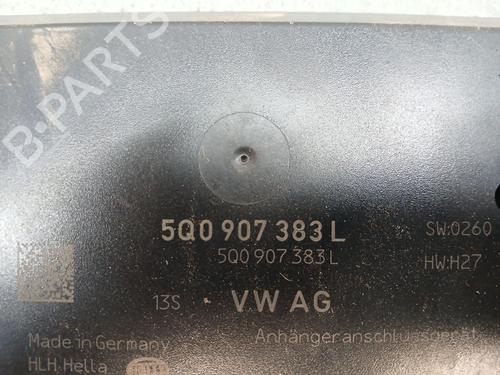 B-PARTS
5Q0 907 383 L
5Q0 907 383 L
SW:0260
HW:H27
13S
VW AG
Made in Germany
HLH Hella
Anhängeranschlussgerät